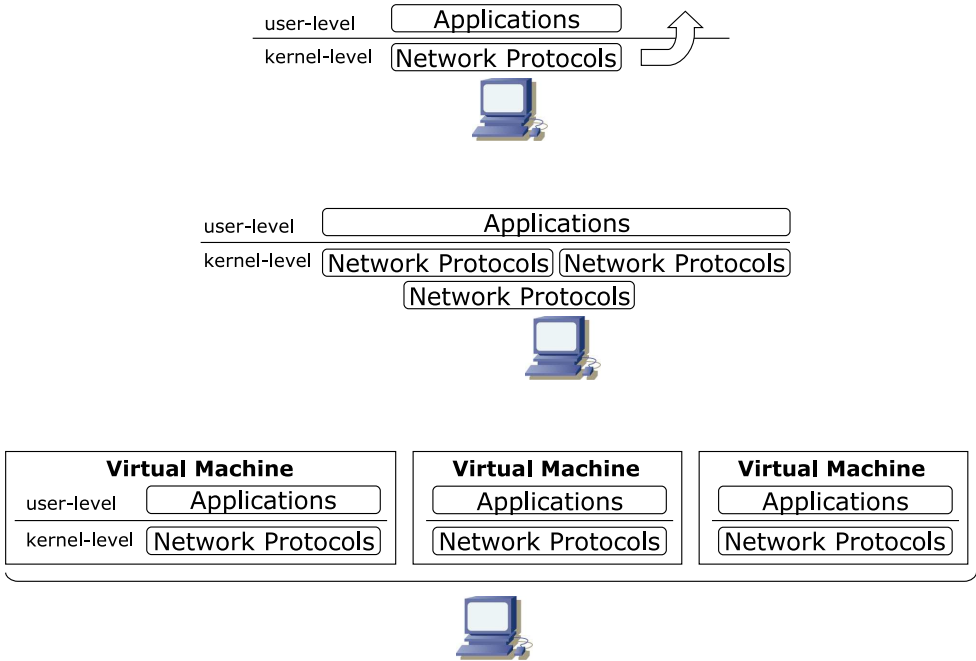 user-level Applications
kernel-level Network Protocols
user-level Applications
kernel-level Network Protocols Network Protocols
Network Protocols
Virtual Machine Virtual Machine Virtual Machine
user-level Applications Applications Applications
kernel-level Network Protocols Network Protocols Network Protocols